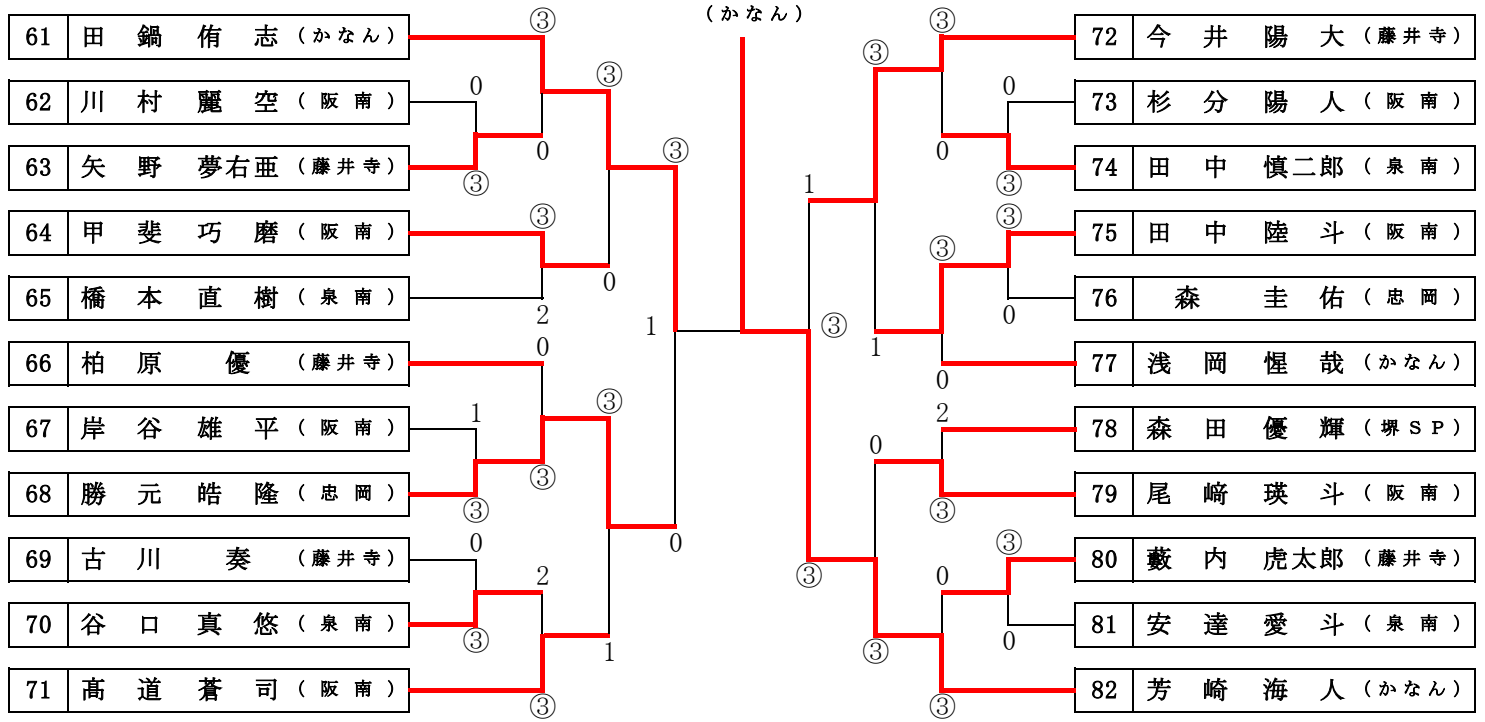 (かなん)
61 田鍋侑志 (かなん)
62 川村麗空 (阪南)
63 矢野夢右亜 (藤井寺)
64 甲斐巧磨 (阪南)
65 橋本直樹 (泉南)
66 柏原優 (藤井寺)
67 岸谷雄平 (阪南)
68 勝元皓隆 (忠岡)
69 古川奏 (藤井寺)
70 谷口真悠 (泉南)
71 髙道蒼司 (阪南)
③
0
③
0
③
③
0
③
2
0
1
③
1
③
③
③
0
2
0
③
1
③
72 今井陽大 (藤井寺)
73 杉分陽人 (阪南)
74 田中慎二郎 (泉南)
75 田中陸斗 (阪南)
76 森圭佑 (忠岡)
77 浅岡惺哉 (かなん)
78 森田優輝 (堺SP)
79 尾﨑瑛斗 (阪南)
80 藪内虎太郎 (藤井寺)
81 安達愛斗 (泉南)
82 芳崎海人 (かなん)
③
③
0
0
③
1
③
③
③
1
0
0
2
0
③
③
③
0
0
③
③